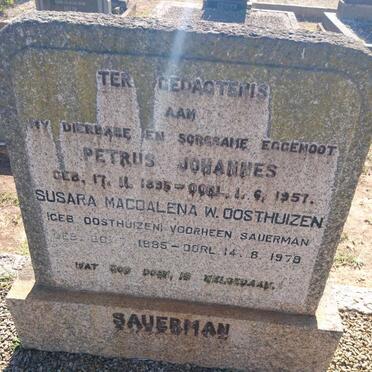 TER GEDAGTENIS
AAN
MY DIERBARE EN SORGSAME EGGENOOT
PETRUS JOHANNES
GEB. 17. 11. 1895 – OORL. 1. 6. 1957.
SUSARA MAGDALENA W. OOSTHUIZEN
(GEB OOSTHUIZEN) VOORHEEN SAUERMAN
GEB. 1895 – OORL 14. 8. 1978
WAT GOD DOEN, IS WELGEDAAN.
SAUERMAN